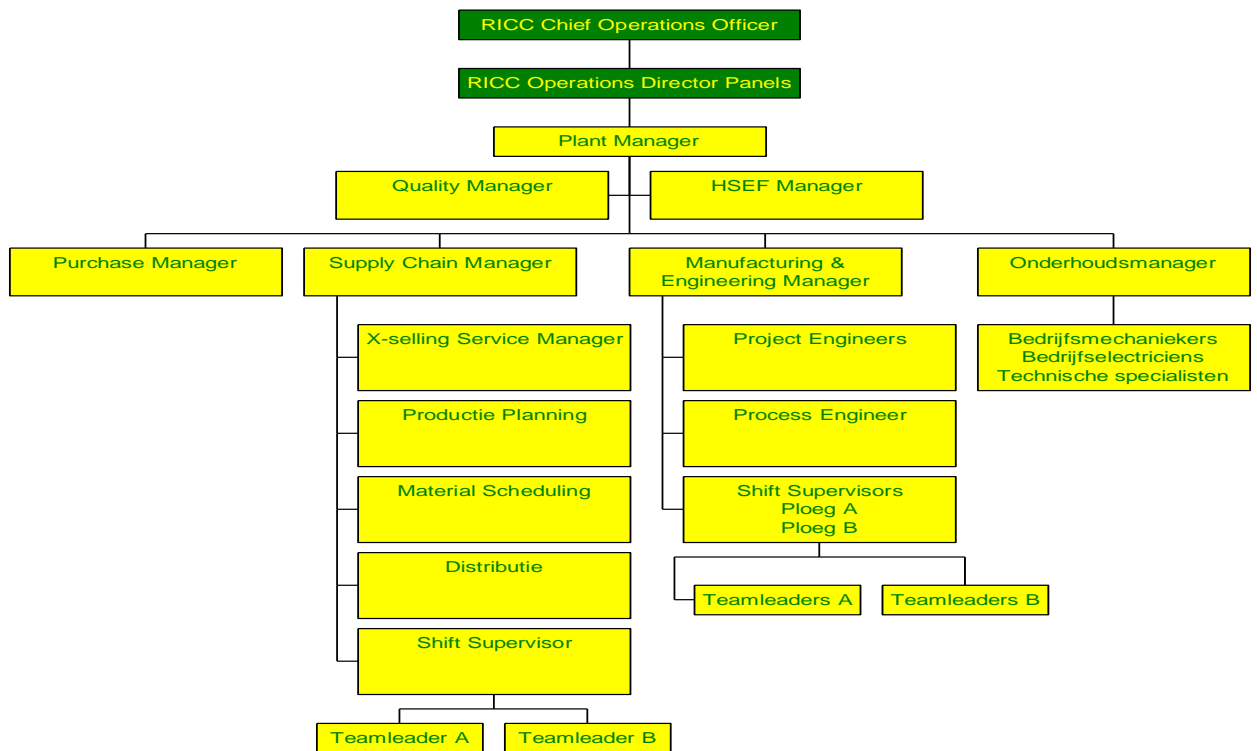 RICC Chief Operations Officer
RICC Operations Director Panels
Plant Manager
Quality Manager
HSEF Manager
Purchase Manager
Supply Chain Manager
Manufacturing &
Engineering Manager
Onderhoudsmanager
X-selling Service Manager
Productie Planning
Material Scheduling
Distributie
Shift Supervisor
Teamleader A
Teamleader B
Project Engineers
Process Engineer
Shift Supervisors
Ploeg A
Ploeg B
Teamleaders A
Teamleaders B
Bedrijfsmechaniekers
Bedrijfselectriciens
Technische specialisten